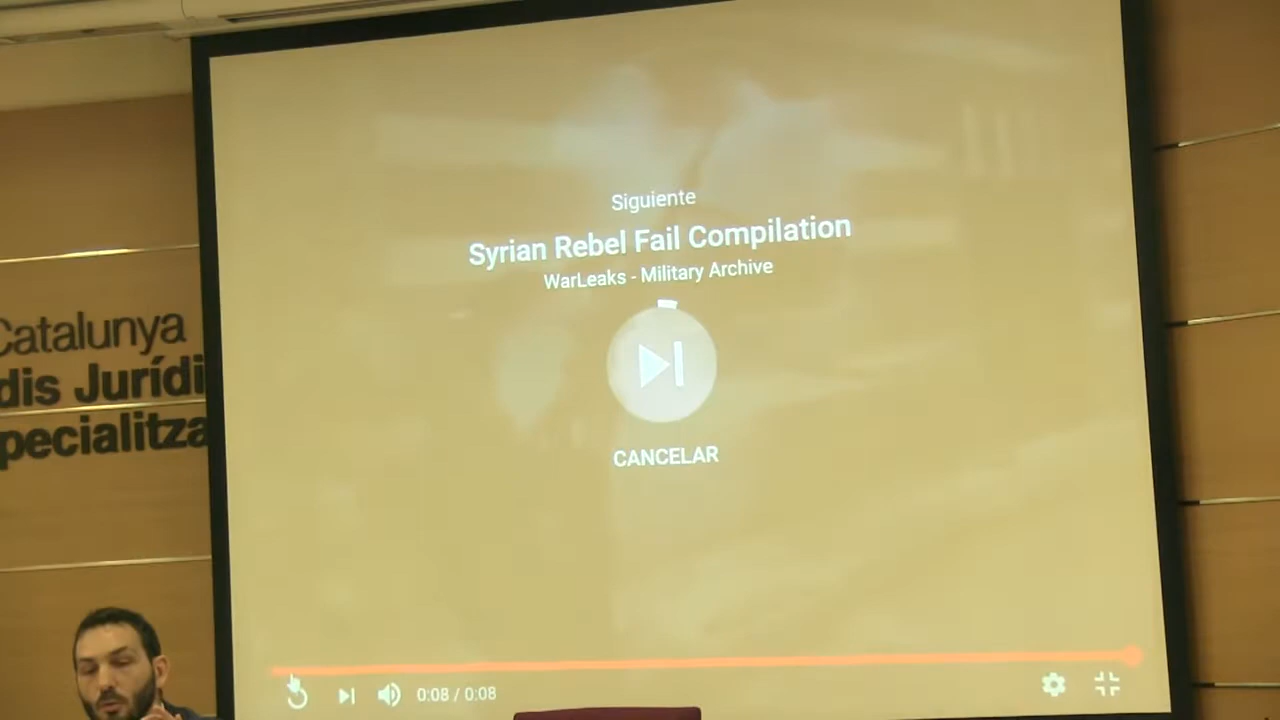 Siguiente
Syrian Rebel Fail Compilation
WarLeaks - Military Archive
CANCELAR
0:08 / 0:08
Catalunya
dis Jurídi
pecialitza